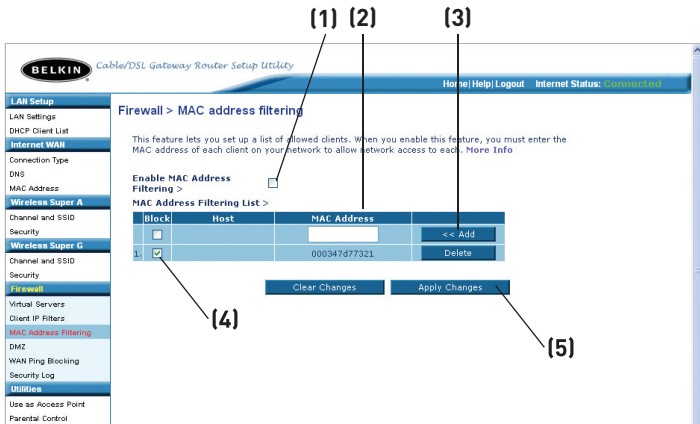 (1) (2) (3)
BELKIN Cable/DSL Gateway Router Setup Utility
Home|Help|Logout Internet Status: Connected
LAN Setup
LAN Settings
DHCP Client List
Internet WAN
Connection Type
DNS
MAC Address
Wireless Super A
Channel and SSID
Security
Wireless Super G
Channel and SSID
Security
Firewall
Virtual Servers
Client IP Filters
MAC Address Filtering
DMZ
WAN Ping Blocking
Security Log
Utilities
Use as Access Point
Parental Control
Firewall > MAC address filtering
This feature lets you set up a list of allowed clients. When you enable this feature, you must enter the
MAC address of each client on your network to allow network access to each. More Info
Enable MAC Address
Filtering >
MAC Address Filtering List >
Block Host MAC Address
<< Add
1. 000347d77321 Delete
Clear Changes Apply Changes
(4)
(5)